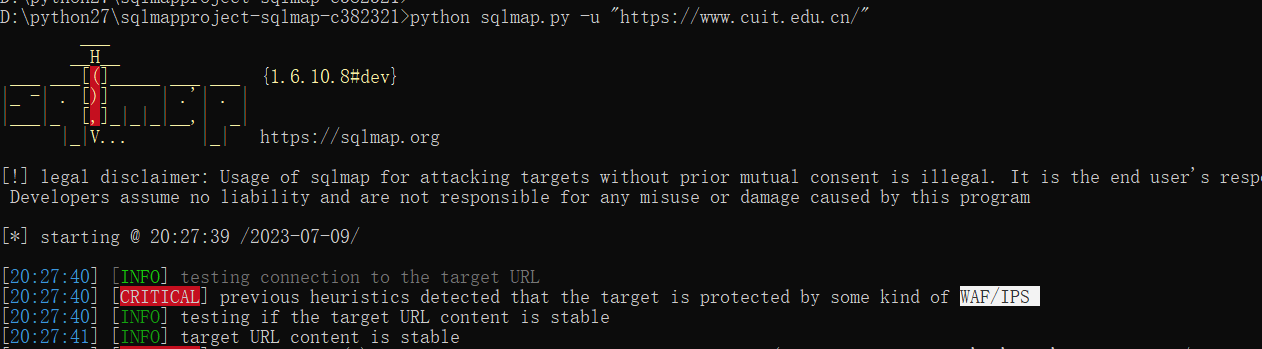 D:\python27\sqlmapproject-sqlmap-c382321>
D:\python27\sqlmapproject-sqlmap-c382321>python sqlmap.py -u "https://www.cuit.edu.cn/"
{1.6.10.8#dev}
https://sqlmap.org
[!] legal disclaimer: Usage of sqlmap for attacking targets without prior mutual consent is illegal. It is the end user's resp
Developers assume no liability and are not responsible for any misuse or damage caused by this program
[*] starting @ 20:27:39 /2023-07-09/
[20:27:40] [INFO] testing connection to the target URL
[20:27:40] [CRITICAL] previous heuristics detected that the target is protected by some kind of WAF/IPS
[20:27:40] [INFO] testing if the target URL content is stable
[20:27:41] [INFO] target URL content is stable